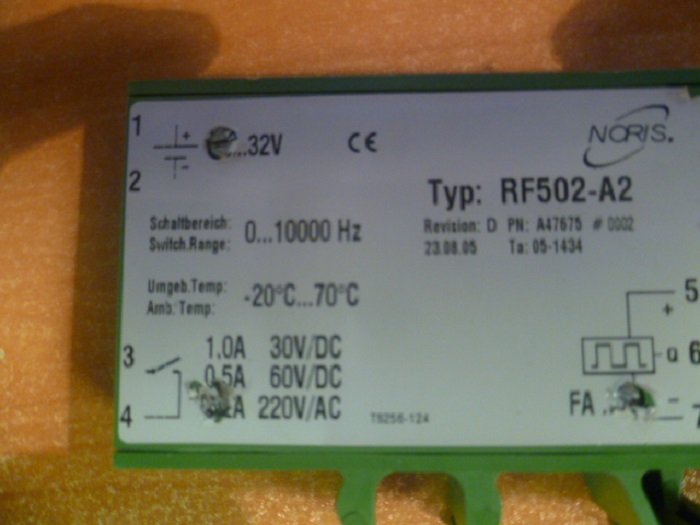 1
+
...32V
CE
NORIS.
2
-
Typ: RF502-A2
Schaltbereich:
Switch.Range:
0...10000 Hz
Revision: D PN: A47675 # 0002
23.08.05 Ta: 05-1434
Umgeb.Temp:
Amb.Temp:
-20°C...70°C
5
+
3
1.0A 30V/DC
0.5A 60V/DC
220V/AC
6
4
T8256-124
FA
-
7